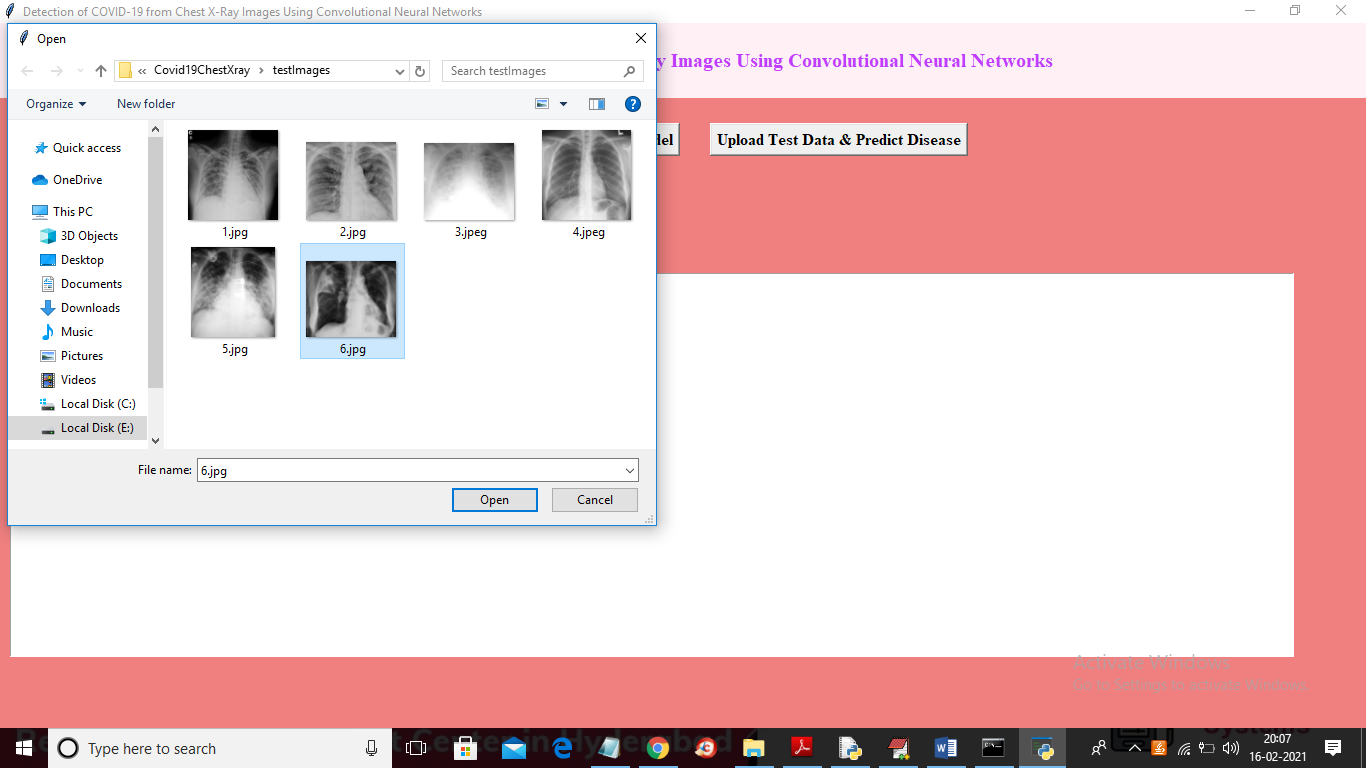 Detection of COVID-19 from Chest X-Ray Images Using Convolutional Neural Networks
Open
« Covid19ChestXray › testImages
Search testImages
y Images Using Convolutional Neural Networks
Organize
New folder
del
Upload Test Data & Predict Disease
Quick access
OneDrive
This PC
3D Objects
Desktop
Documents
Downloads
Music
Pictures
Videos
Local Disk (C:)
Local Disk (E:)
1.jpg
2.jpg
3.jpeg
4.jpeg
5.jpg
6.jpg
File name:
6.jpg
Open
Cancel
Activate Windows
Go to Settings to activate Windows.
Type here to search
20:07
16-02-2021